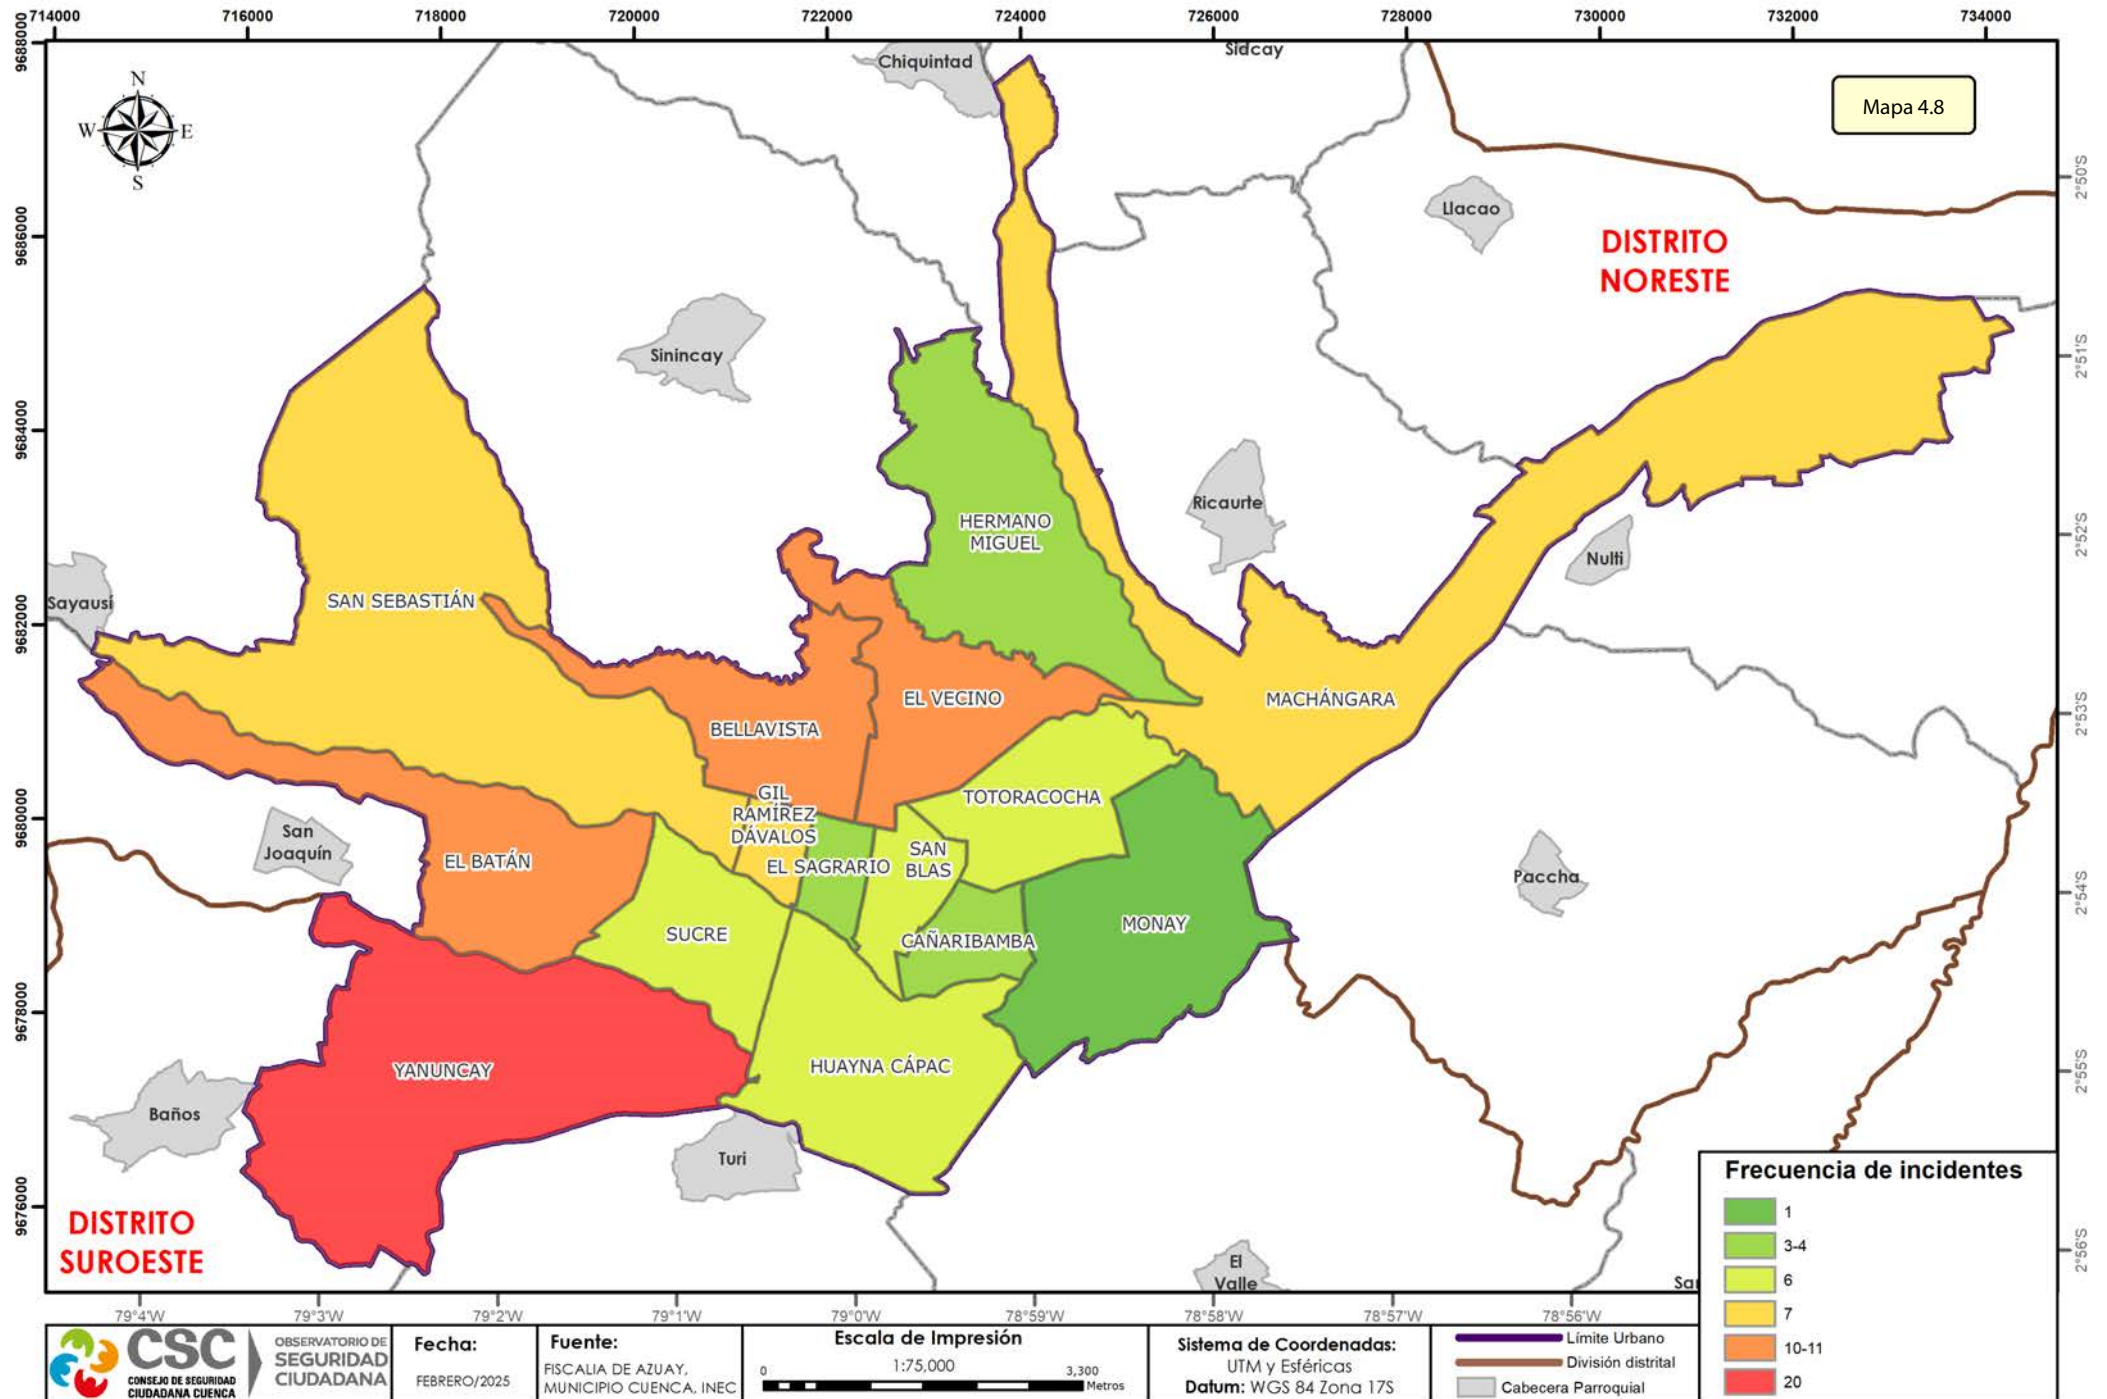 714000 716000 718000 720000 722000 724000 726000 728000 730000 732000 734000
9688000
9686000
9684000
9682000
9680000
9678000
9676000
2°50'S
2°51'S
2°52'S
2°53'S
2°54'S
2°55'S
2°56'S
N
W E
S
Mapa 4.8
Chiquintad
Sidcay
Llacao
DISTRITO
NORESTE
Sinincay
Ricaurte
HERMANO
MIGUEL
Nulti
Sayausí
SAN SEBASTIÁN
EL VECINO
MACHÁNGARA
BELLAVISTA
GIL
RAMÍREZ
DÁVALOS
TOTORACOCHA
San
Joaquín
EL BATÁN
EL SAGRARIO
SAN
BLAS
Paccha
SUCRE
CAÑARIBAMBA
MONAY
YANUNCAY
HUAYNA CÁPAC
Baños
Turi
DISTRITO
SUROESTE
El
Valle
Frecuencia de incidentes
1
3-4
6
7
10-11
20
79°4'W 79°3'W 79°2'W 79°1'W 79°0'W 78°59'W 78°58'W 78°57'W 78°56'W
CSC
CONSEJO DE SEGURIDAD
CIUDADANA CUENCA
OBSERVATORIO DE
SEGURIDAD
CIUDADANA
Fecha:
FEBRERO/2025
Fuente:
FISCALIA DE AZUAY,
MUNICIPIO CUENCA, INEC
Escala de Impresión
1:75,000
0 3,300
Metros
Sistema de Coordenadas:
UTM y Esféricas
Datum: WGS 84 Zona 17S
Límite Urbano
División distrital
Cabecera Parroquial